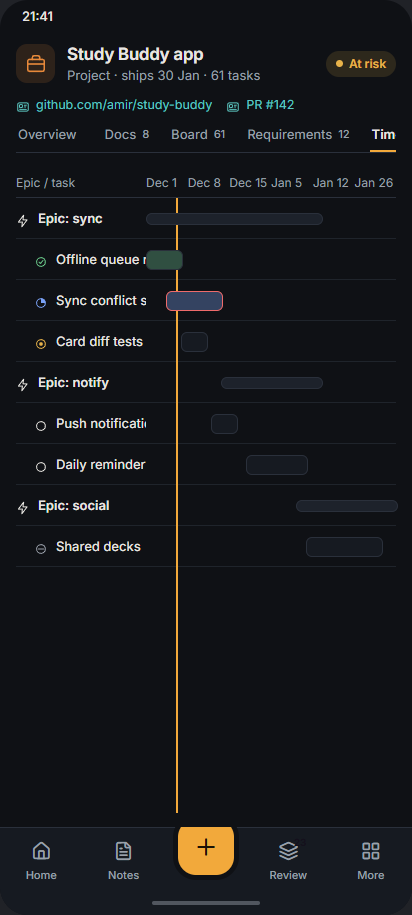 21:41
Study Buddy app
Project · ships 30 Jan · 61 tasks
At risk
github.com/amir/study-buddy PR #142
Overview Docs 8 Board 61 Requirements 12 Tim
Epic / task Dec 1 Dec 8 Dec 15 Jan 5 Jan 12 Jan 26
Epic: sync
Offline queue
Sync conflict s
Card diff tests
Epic: notify
Push notificati
Daily reminder
Epic: social
Shared decks
Home Notes Review More